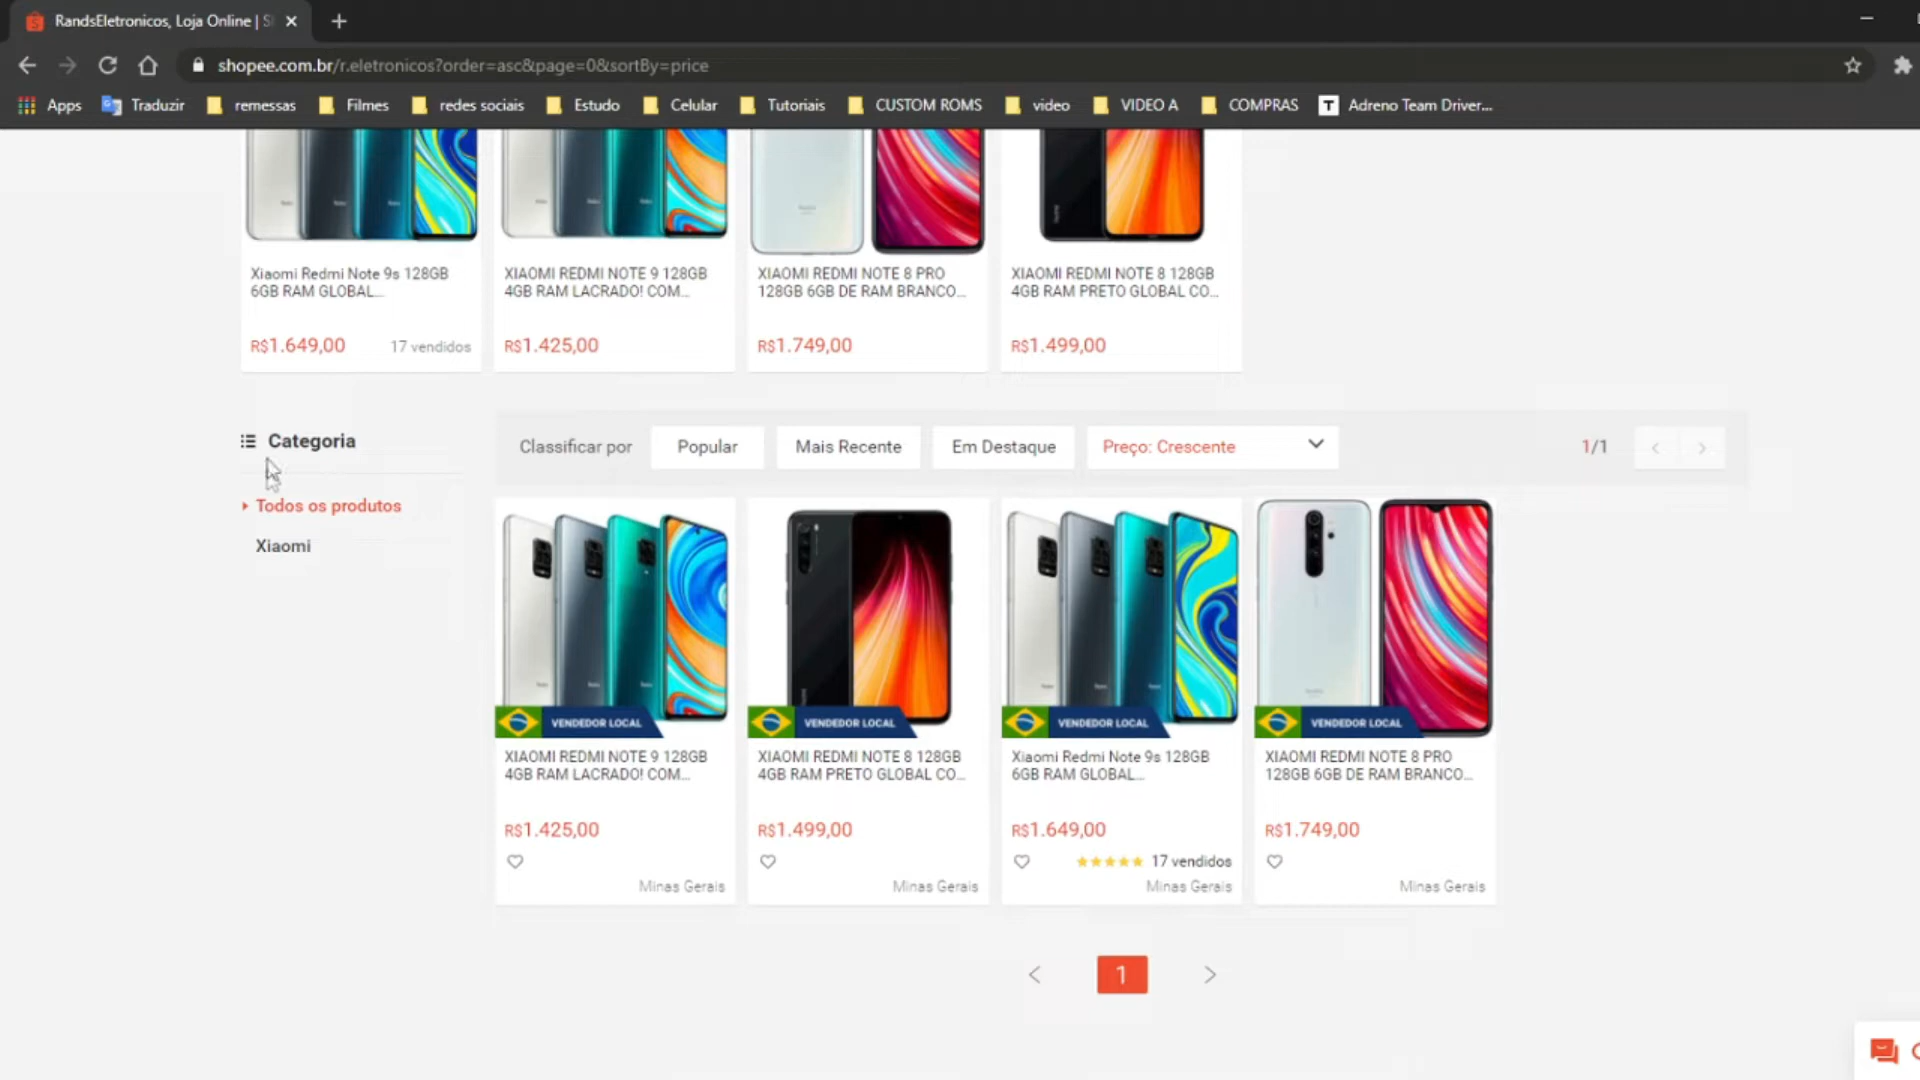 RandsEletronicos, Loja Online | S
shopee.com.br/r.eletronicos?order=asc&page=0&sortBy=price
Apps Traduzir remessas Filmes redes sociais Estudo Celular Tutoriais CUSTOM ROMS video VIDEO A COMPRAS T Adreno Team Driver...
Xiaomi Redmi Note 9s 128GB
6GB RAM GLOBAL...
R$1.649,00 17 vendidos
XIAOMI REDMI NOTE 9 128GB
4GB RAM LACRADO! COM...
R$1.425,00
XIAOMI REDMI NOTE 8 PRO
128GB 6GB DE RAM BRANCO...
R$1.749,00
XIAOMI REDMI NOTE 8 128GB
4GB RAM PRETO GLOBAL CO...
R$1.499,00
Categoria
Todos os produtos
Xiaomi
Classificar por Popular Mais Recente Em Destaque Preço: Crescente 1/1
VENDEDOR LOCAL
XIAOMI REDMI NOTE 9 128GB
4GB RAM LACRADO! COM...
R$1.425,00
Minas Gerais
VENDEDOR LOCAL
XIAOMI REDMI NOTE 8 128GB
4GB RAM PRETO GLOBAL CO...
R$1.499,00
Minas Gerais
VENDEDOR LOCAL
Xiaomi Redmi Note 9s 128GB
6GB RAM GLOBAL...
R$1.649,00
17 vendidos
Minas Gerais
VENDEDOR LOCAL
XIAOMI REDMI NOTE 8 PRO
128GB 6GB DE RAM BRANCO...
R$1.749,00
Minas Gerais
1